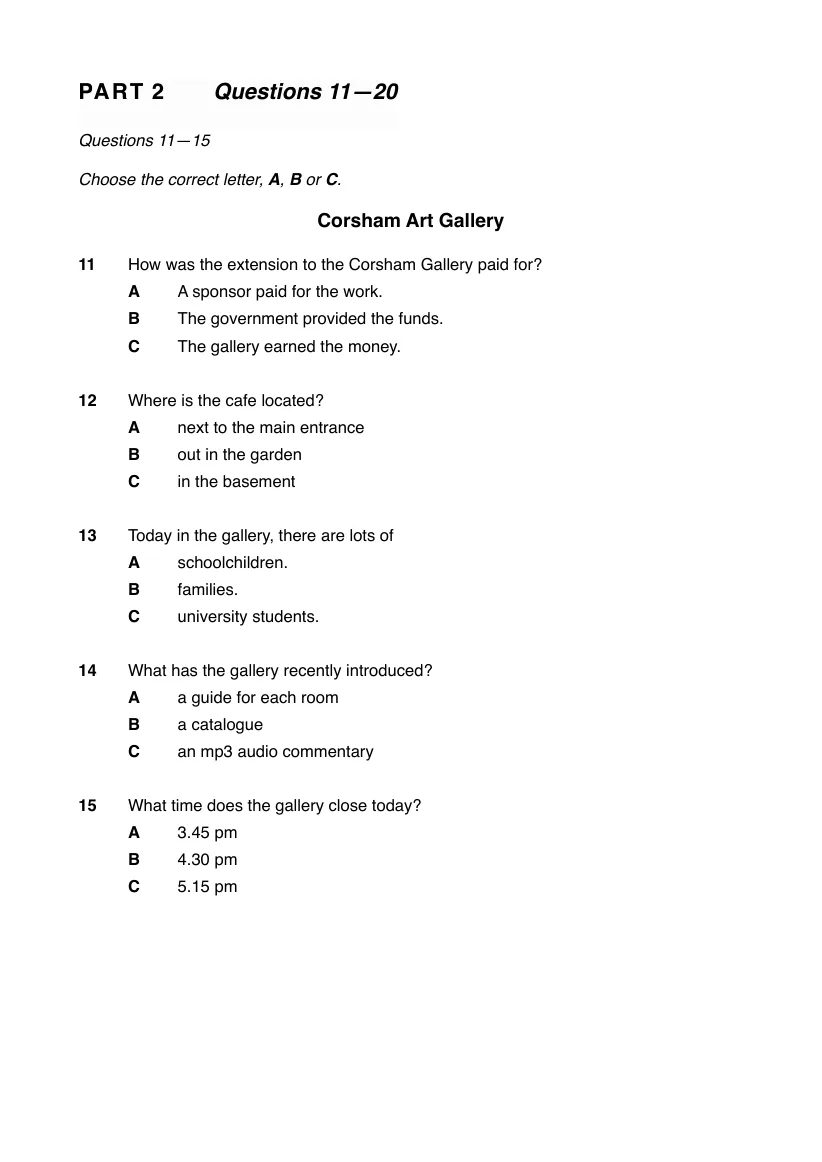 PART 2 Questions 11—20
Questions 11—15
Choose the correct letter, A, B or C.
Corsham Art Gallery
11 How was the extension to the Corsham Gallery paid for?
A A sponsor paid for the work.
B The government provided the funds.
C The gallery earned the money.
12 Where is the cafe located?
A next to the main entrance
B out in the garden
C in the basement
13 Today in the gallery, there are lots of
A schoolchildren.
B families.
C university students.
14 What has the gallery recently introduced?
A a guide for each room
B a catalogue
C an mp3 audio commentary
15 What time does the gallery close today?
A 3.45 pm
B 4.30 pm
C 5.15 pm